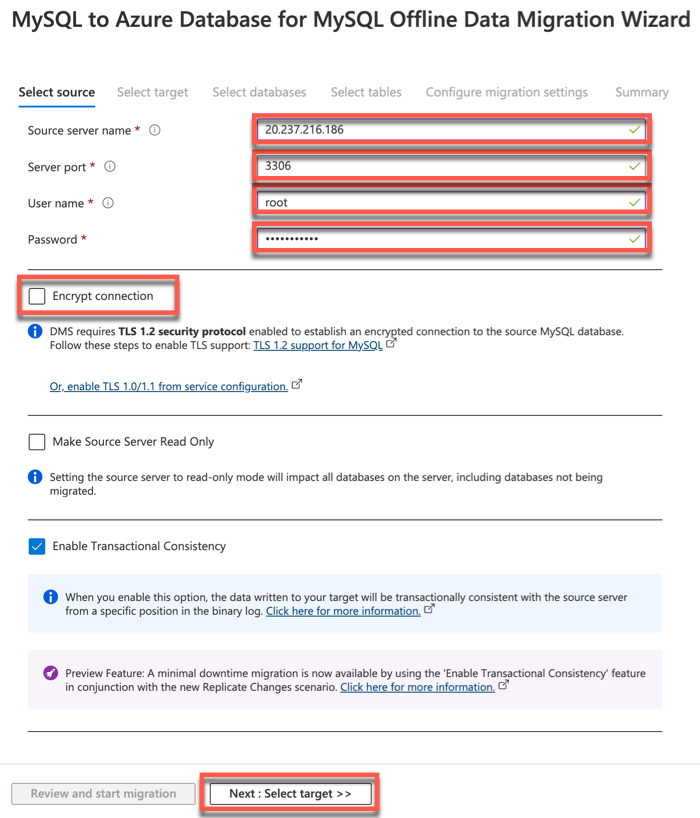 MySQL to Azure Database for MySQL Offline Data Migration Wizard
Select source Select target Select databases Select tables Configure migration settings Summary
Source server name * 20.237.216.186
Server port * 3306
User name * root
Password * •••••••••••
Encrypt connection
DMS requires TLS 1.2 security protocol enabled to establish an encrypted connection to the source MySQL database.
Follow these steps to enable TLS support: TLS 1.2 support for MySQL
Or, enable TLS 1.0/1.1 from service configuration.
Make Source Server Read Only
Setting the source server to read-only mode will impact all databases on the server, including databases not being
migrated.
Enable Transactional Consistency
When you enable this option, the data written to your target will be transactionally consistent with the source server
from a specific position in the binary log. Click here for more information.
Preview Feature: A minimal downtime migration is now available by using the 'Enable Transactional Consistency' feature
in conjunction with the new Replicate Changes scenario. Click here for more information.
Review and start migration Next : Select target >>